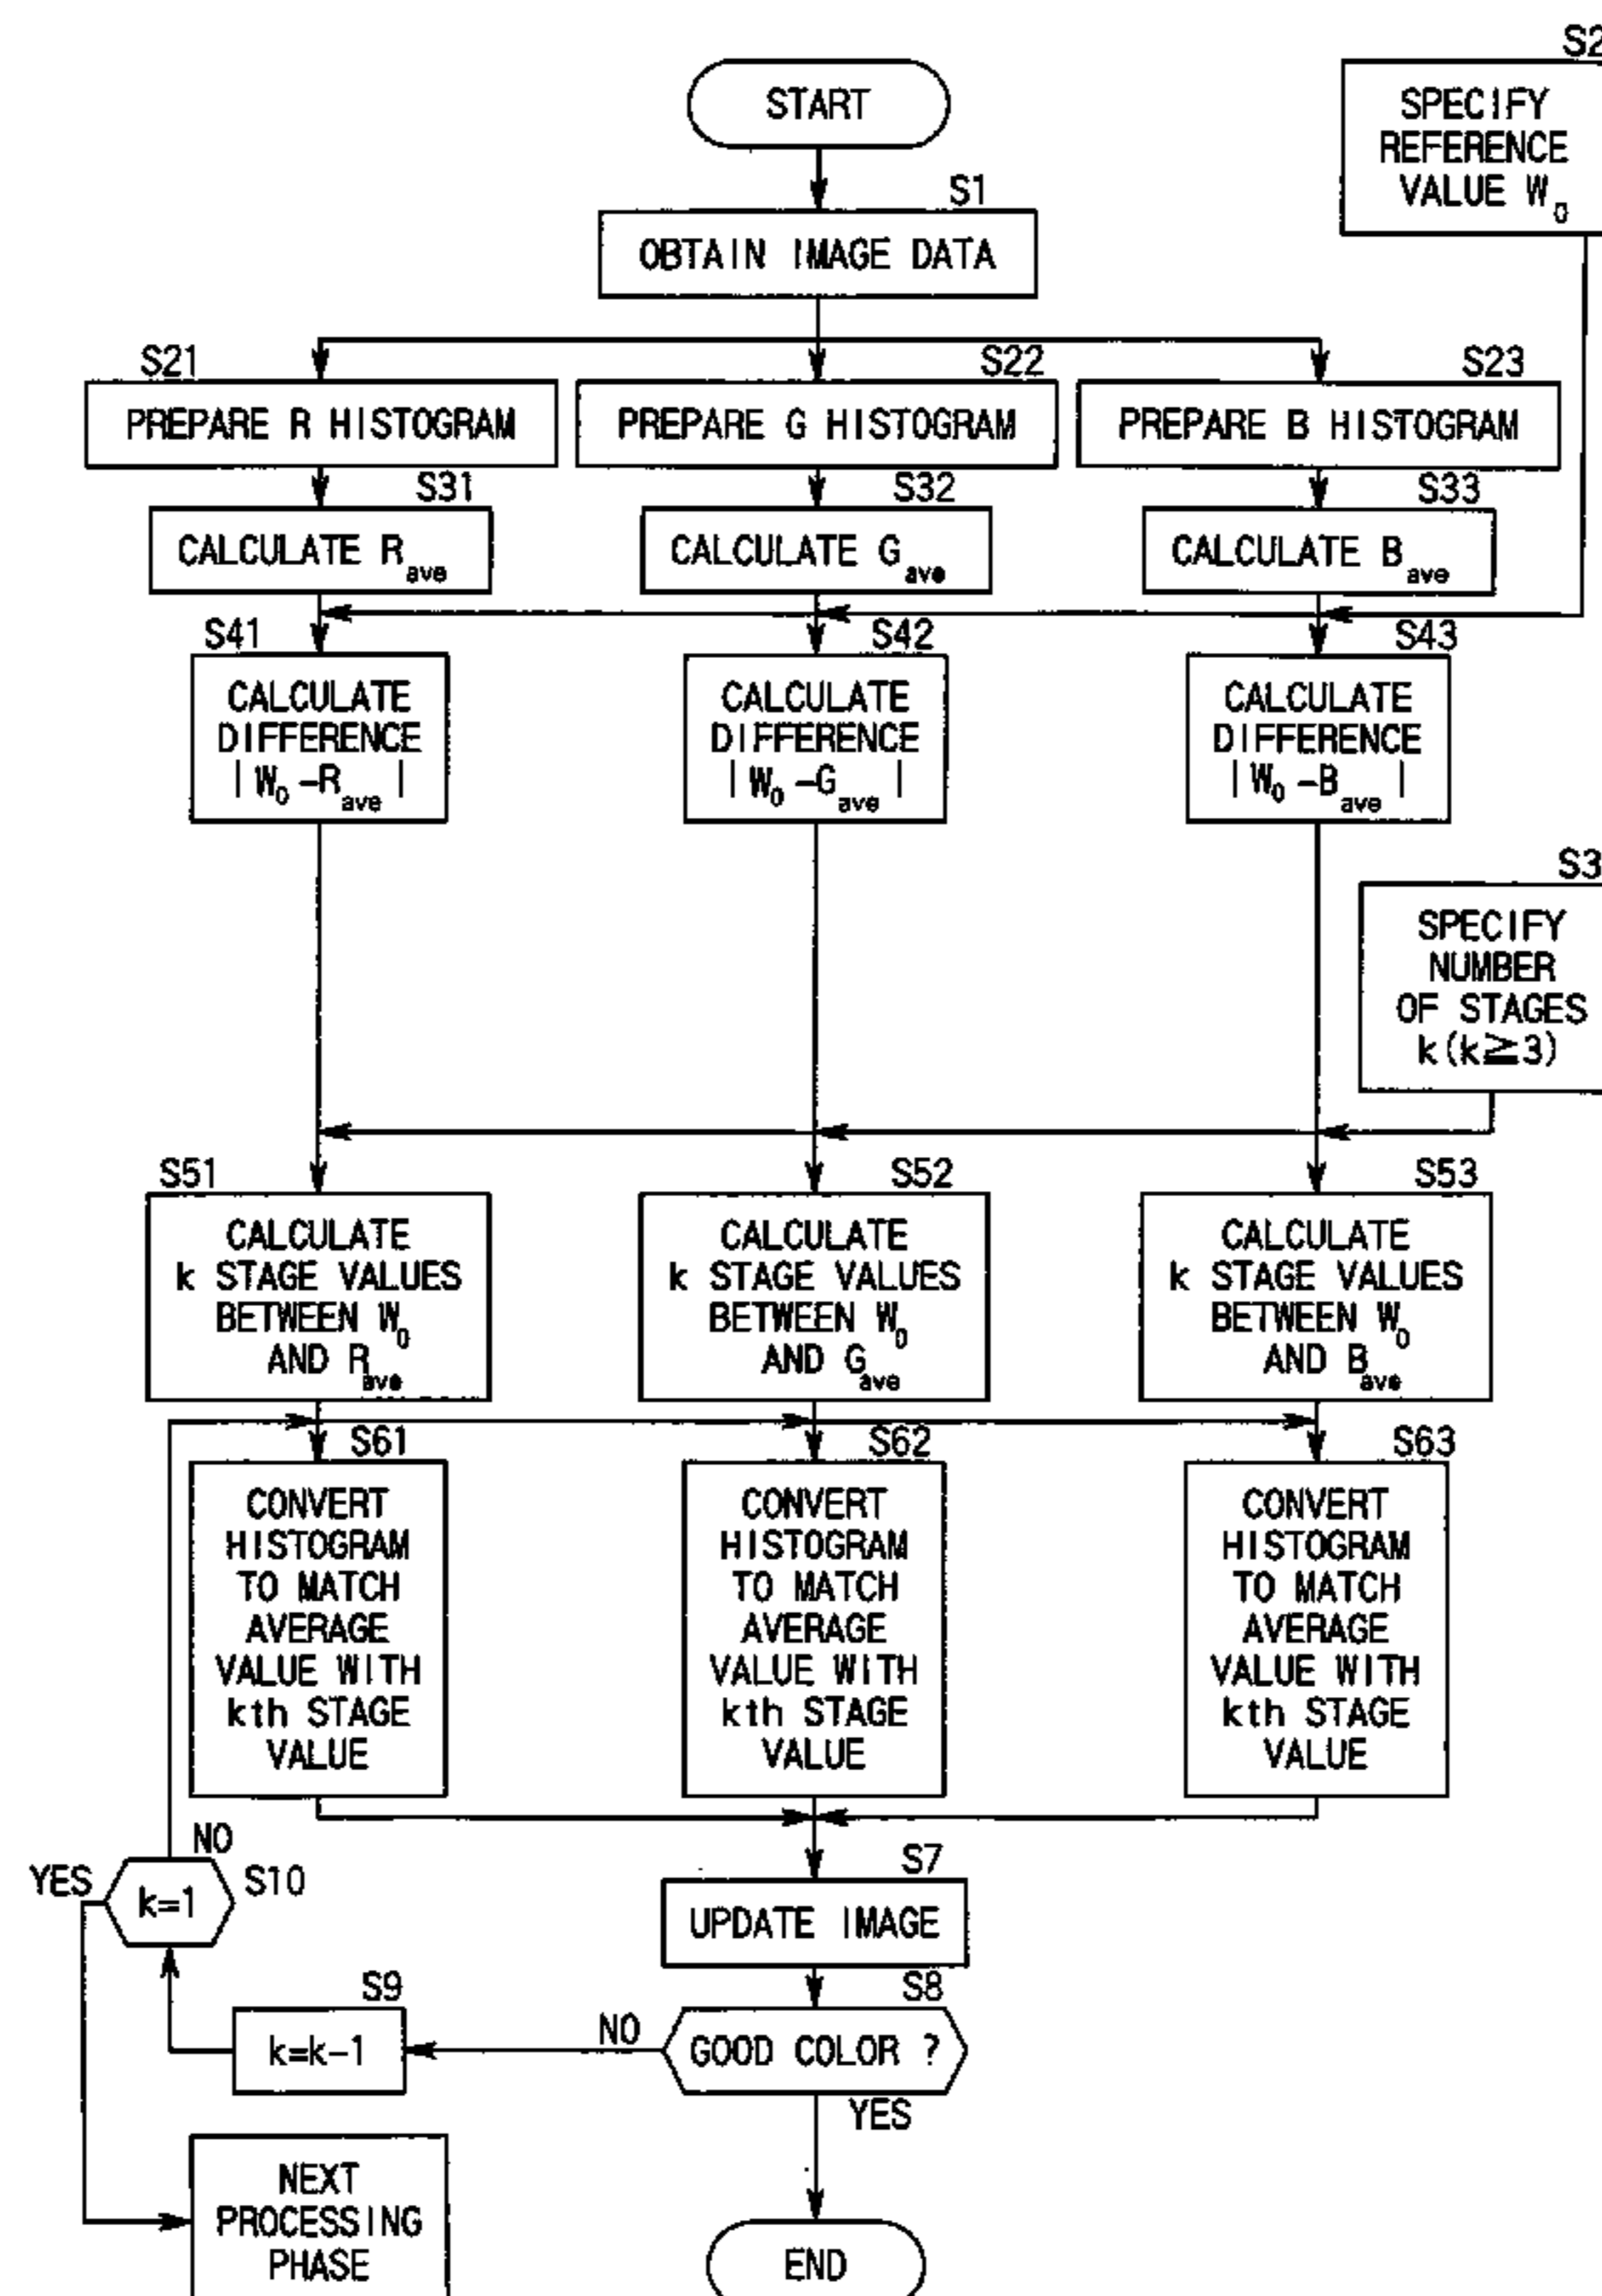 START
S1
OBTAIN IMAGE DATA
SPECIFY
REFERENCE
VALUE W0
S21
PREPARE R HISTOGRAM
S22
PREPARE G HISTOGRAM
S23
PREPARE B HISTOGRAM
S31
CALCULATE Rave
S32
CALCULATE Gave
S33
CALCULATE Bave
S41
CALCULATE
DIFFERENCE
| W0 -Rave |
S42
CALCULATE
DIFFERENCE
| W0 -Gave |
S43
CALCULATE
DIFFERENCE
| W0 -Bave |
SPECIFY
NUMBER
OF STAGES
k(k≧3)
S51
CALCULATE
k STAGE VALUES
BETWEEN W0
AND Rave
S52
CALCULATE
k STAGE VALUES
BETWEEN W0
AND Gave
S53
CALCULATE
k STAGE VALUES
BETWEEN W0
AND Bave
S61
CONVERT
HISTOGRAM
TO MATCH
AVERAGE
VALUE WITH
kth STAGE
VALUE
S62
CONVERT
HISTOGRAM
TO MATCH
AVERAGE
VALUE WITH
kth STAGE
VALUE
S63
CONVERT
HISTOGRAM
TO MATCH
AVERAGE
VALUE WITH
kth STAGE
VALUE
S7
UPDATE IMAGE
S8
GOOD COLOR ?
NO
YES
S9
k=k-1
S10
k=1
NO
YES
NEXT
PROCESSING
PHASE
END